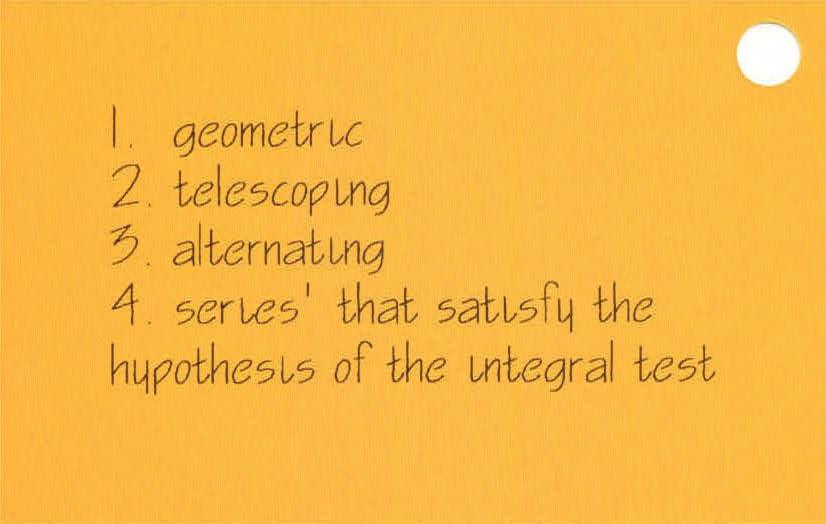 1. geometric
2. telescoping
3. alternating
4. series' that satisfy the
hypothesis of the integral test